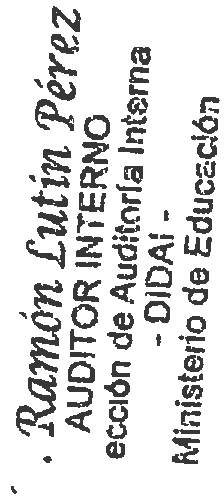 Ramón Lutín Pérez
AUDITOR INTERNO
ección de Auditoría Interna
- DIDAI -
Ministerio de Educación